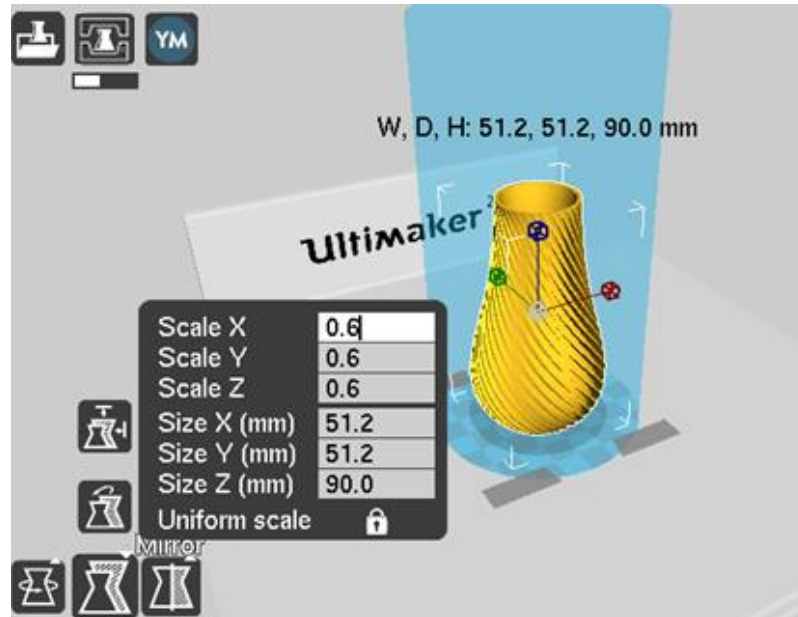 YM
W, D, H: 51.2, 51.2, 90.0 mm
Ultimaker²
Scale X 0.6
Scale Y 0.6
Scale Z 0.6
Size X (mm) 51.2
Size Y (mm) 51.2
Size Z (mm) 90.0
Uniform scale
Mirror